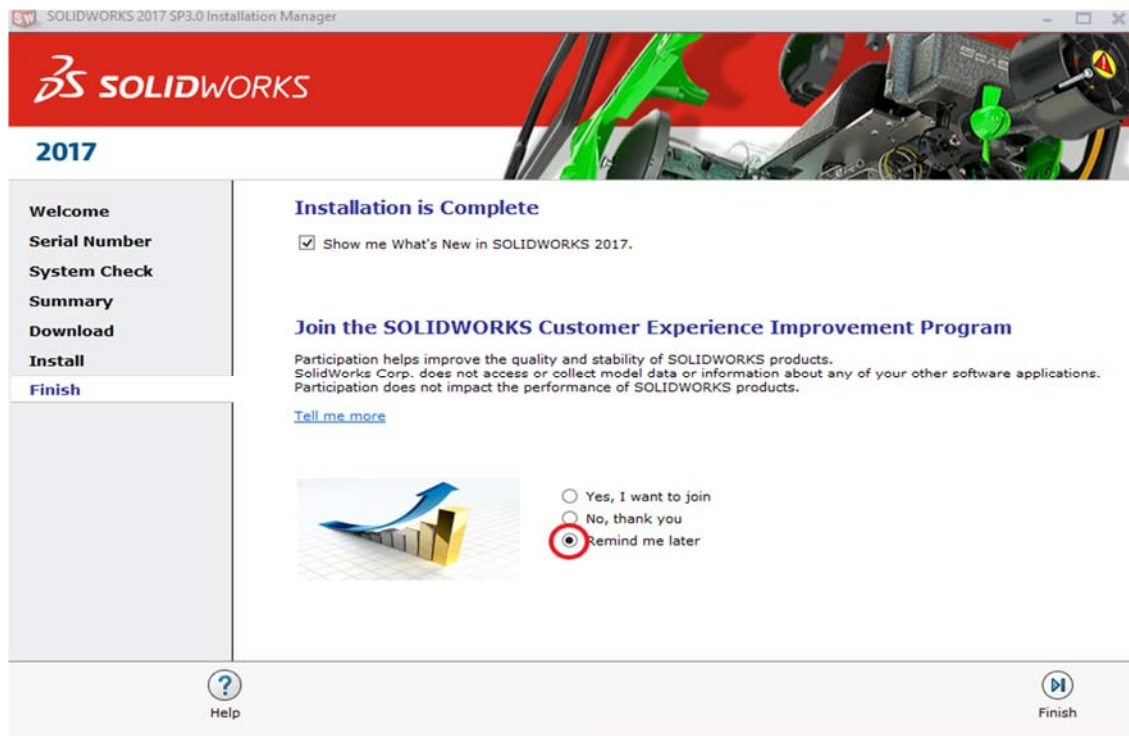 SOLIDWORKS 2017 SP3.0 Installation Manager
SOLIDWORKS
2017
Welcome
Serial Number
System Check
Summary
Download
Install
Finish
Installation is Complete
Show me What's New in SOLIDWORKS 2017.
Join the SOLIDWORKS Customer Experience Improvement Program
Participation helps improve the quality and stability of SOLIDWORKS products.
SolidWorks Corp. does not access or collect model data or information about any of your other software applications.
Participation does not impact the performance of SOLIDWORKS products.
Tell me more
Yes, I want to join
No, thank you
Remind me later
Help
Finish